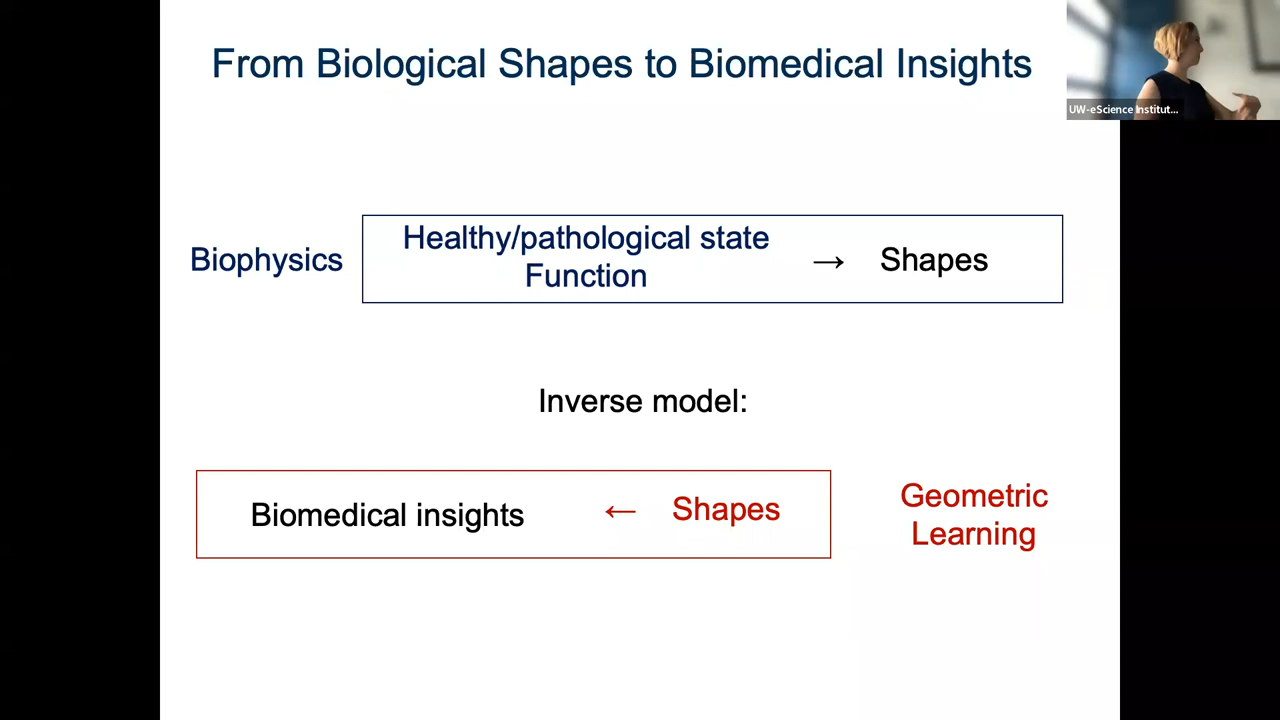 From Biological Shapes to Biomedical Insights
UW-eScience Institut...
Biophysics
Healthy/pathological state
Function
→ Shapes
Inverse model:
Biomedical insights ← Shapes
Geometric
Learning